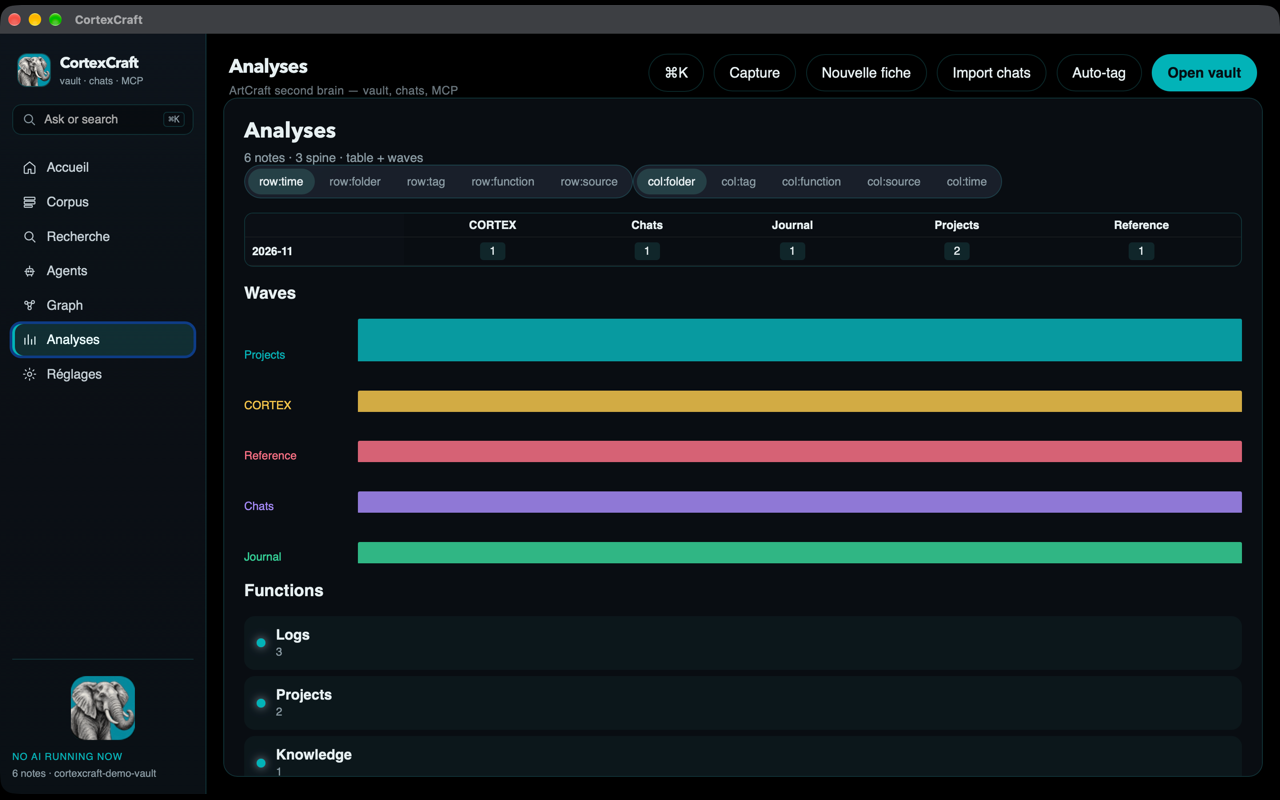 CortexCraft
CortexCraft
vault · chats · MCP
Ask or search ⌘K
Accueil
Corpus
Recherche
Agents
Graph
Analyses
Réglages
NO AI RUNNING NOW
6 notes · cortexcraft-demo-vault
Analyses
ArtCraft second brain — vault, chats, MCP
⌘K Capture Nouvelle fiche Import chats Auto-tag Open vault
Analyses
6 notes · 3 spine · table + waves
row:time row:folder row:tag row:function row:source col:folder col:tag col:function col:source col:time
CORTEX Chats Journal Projects Reference
2026-11 1 1 1 2 1
Waves
Projects
CORTEX
Reference
Chats
Journal
Functions
Logs
3
Projects
2
Knowledge
1